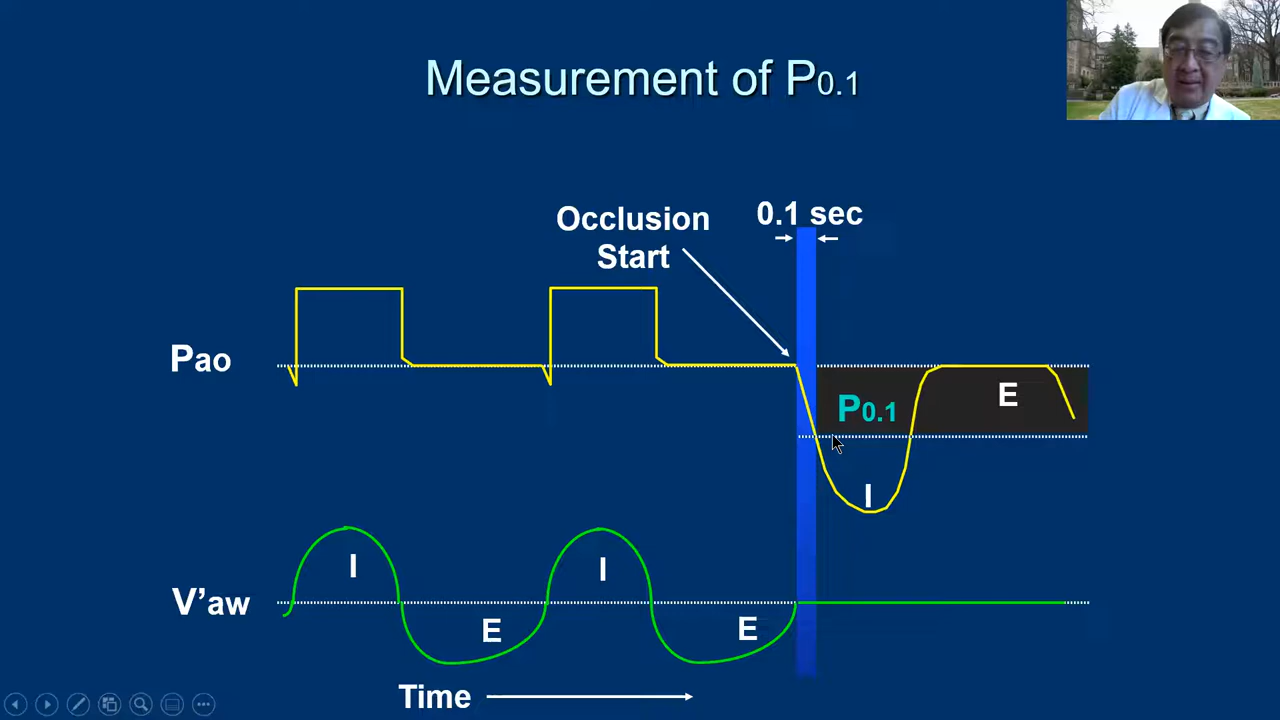 Measurement of P0.1
Occlusion
Start
0.1 sec
Pao
P0.1
E
I
V’aw
I
E
I
E
Time